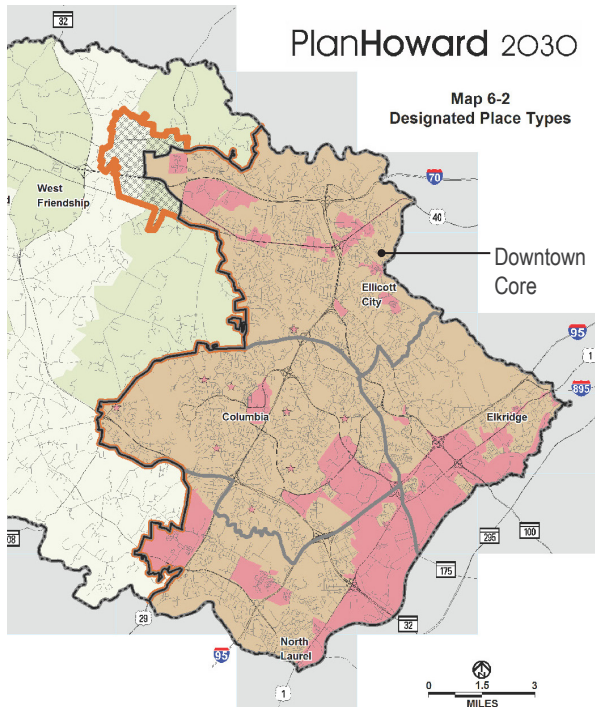 32
PlanHoward 2030
Map 6-2
Designated Place Types
70
West
Friendship
40
Downtown
Core
Ellicott
City
95
1
895
Columbia
Elkridge
100
295
175
32
29
North
Laurel
95
1
0 1.5 3
MILES